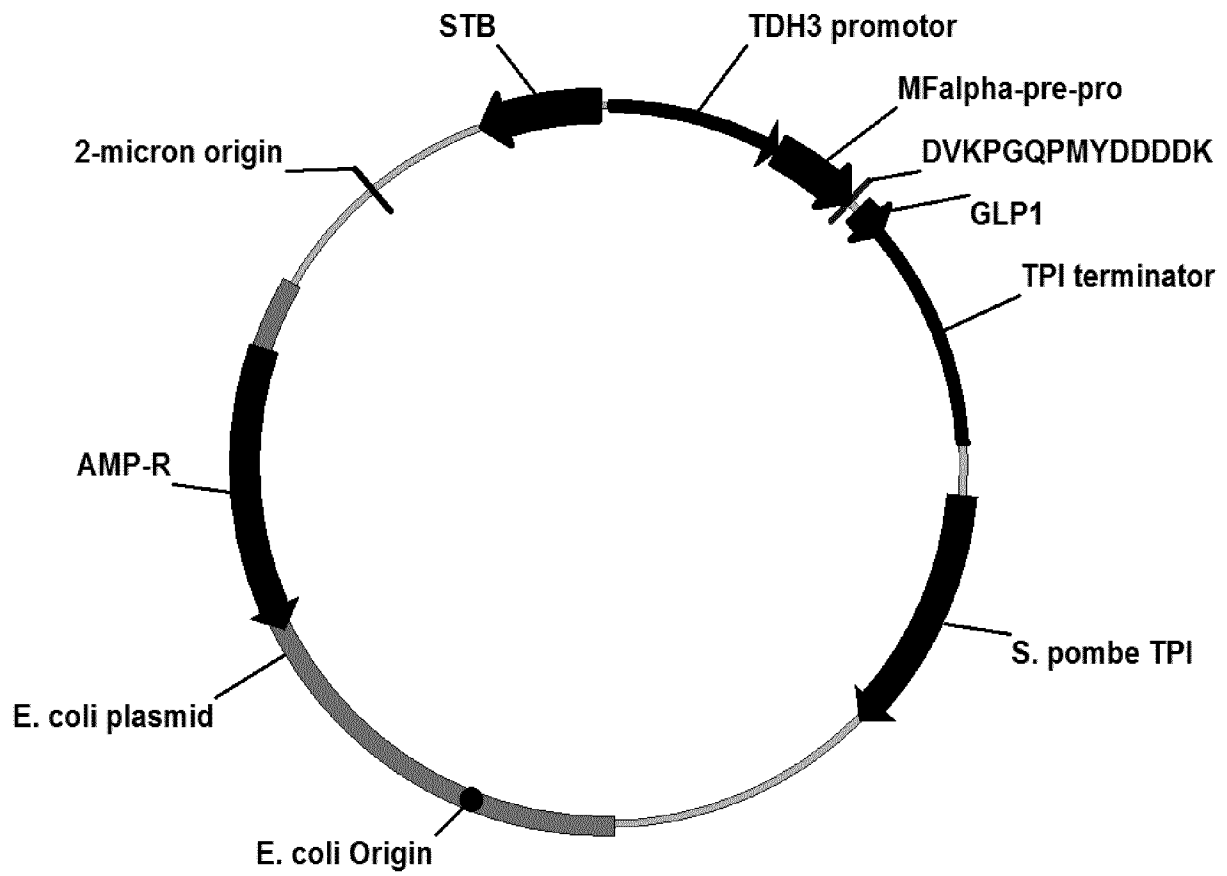 STB
TDH3 promotor
MFalpha-pre-pro
2-micron origin
DVKPGQPMYDDDDK
GLP1
TPI terminator
AMP-R
S. pombe TPI
E. coli plasmid
E. coli Origin